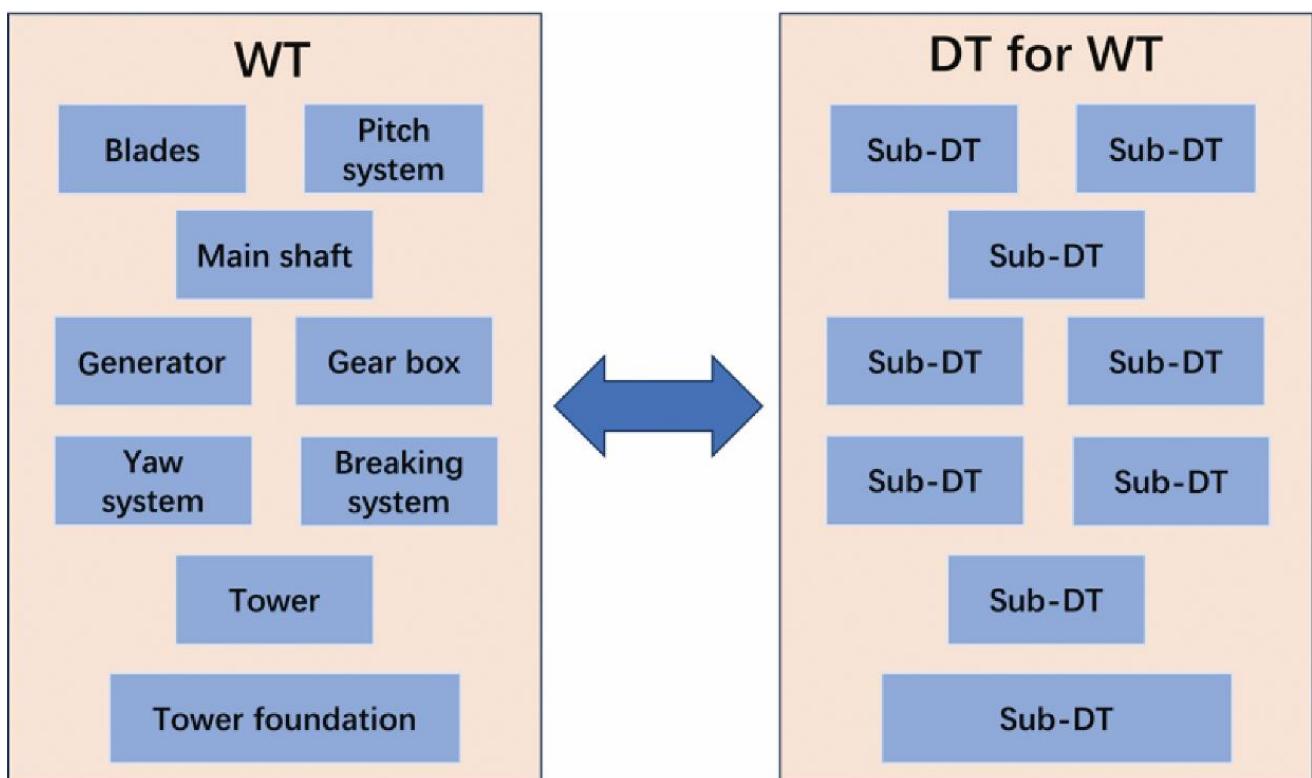 WT
Blades
Pitch
system
Main shaft
Generator
Gear box
Yaw
system
Breaking
system
Tower
Tower foundation
DT for WT
Sub-DT
Sub-DT
Sub-DT
Sub-DT
Sub-DT
Sub-DT
Sub-DT
Sub-DT
Sub-DT